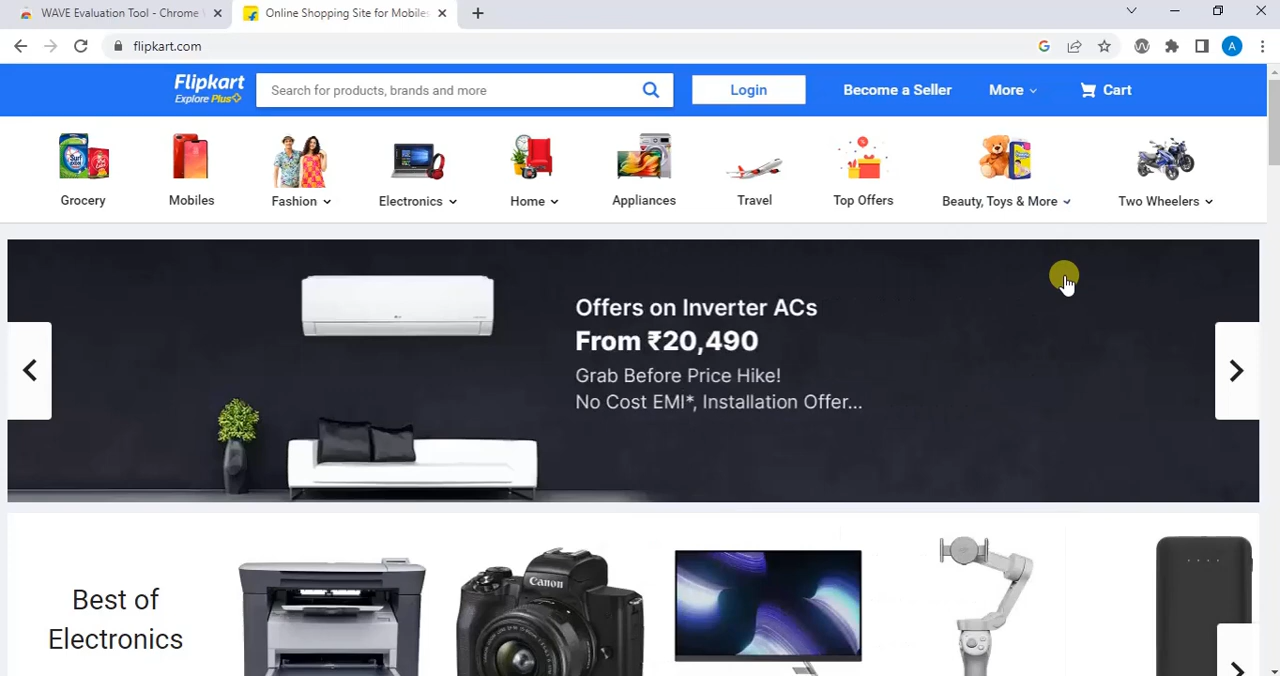 WAVE Evaluation Tool - Chrome
Online Shopping Site for Mobiles
flipkart.com
A
Flipkart
Explore Plus
Search for products, brands and more
Login
Become a Seller
More
Cart
Grocery
Mobiles
Fashion
Electronics
Home
Appliances
Travel
Top Offers
Beauty, Toys & More
Two Wheelers
Offers on Inverter ACs
From ₹20,490
Grab Before Price Hike!
No Cost EMI*, Installation Offer...
Best of
Electronics
Canon